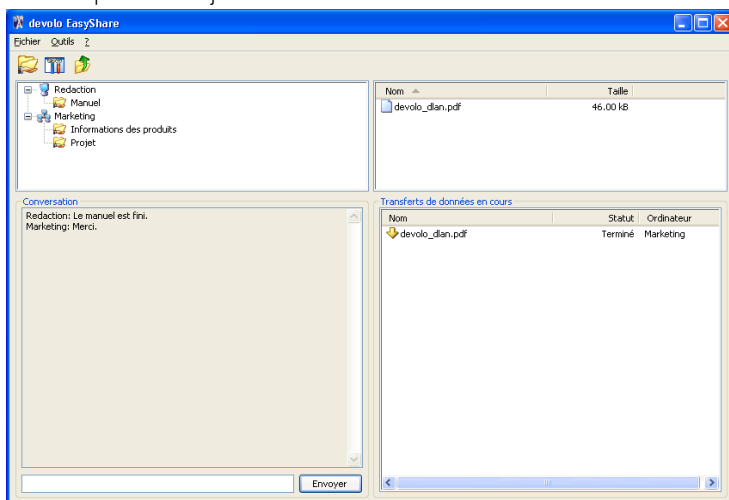 devolo EasyShare
Fichier Outils ?
Redaction
Manuel
Marketing
Informations des produits
Projet
Nom Taille
devolo_dlan.pdf 46.00 kB
Conversation
Redaction: Le manuel est fini.
Marketing: Merci.
Envoyer
Transferts de données en cours
Nom Statut Ordinateur
devolo_dlan.pdf Terminé Marketing